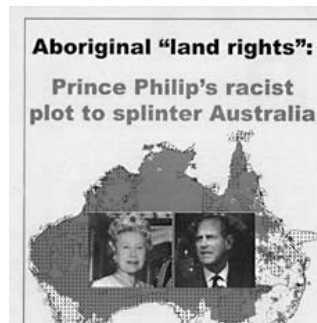 Aboriginal “land rights”:
Prince Philip’s racist
plot to splinter Australia